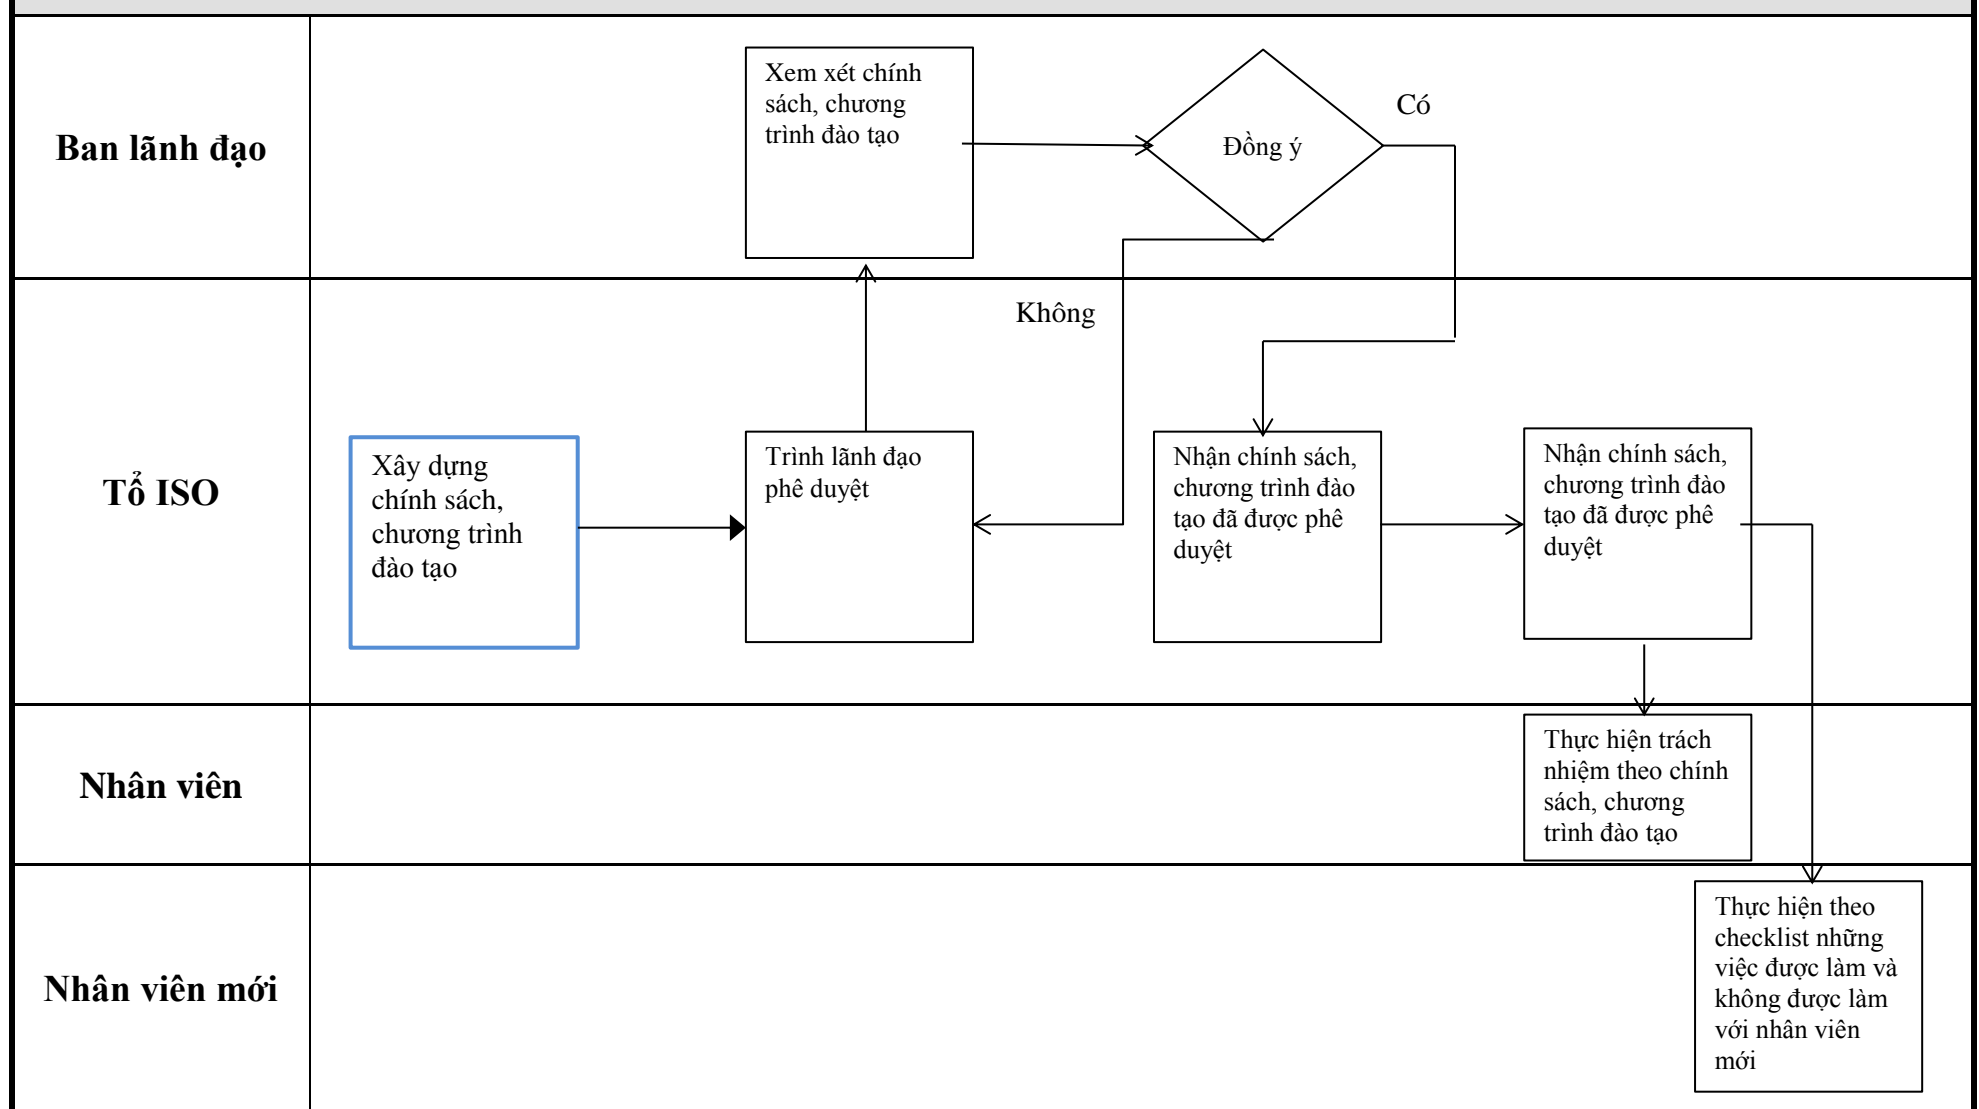 Ban lãnh đạo
Xem xét chính
sách, chương
trình đào tạo
Đồng ý
Có
Không
Tổ ISO
Xây dựng
chính sách,
chương trình
đào tạo
Trình lãnh đạo
phê duyệt
Nhận chính sách,
chương trình đào
tạo đã được phê
duyệt
Nhận chính sách,
chương trình đào
tạo đã được phê
duyệt
Nhân viên
Thực hiện trách
nhiệm theo chính
sách, chương
trình đào tạo
Nhân viên mới
Thực hiện theo
checklist những
việc được làm và
không được làm
với nhân viên
mới